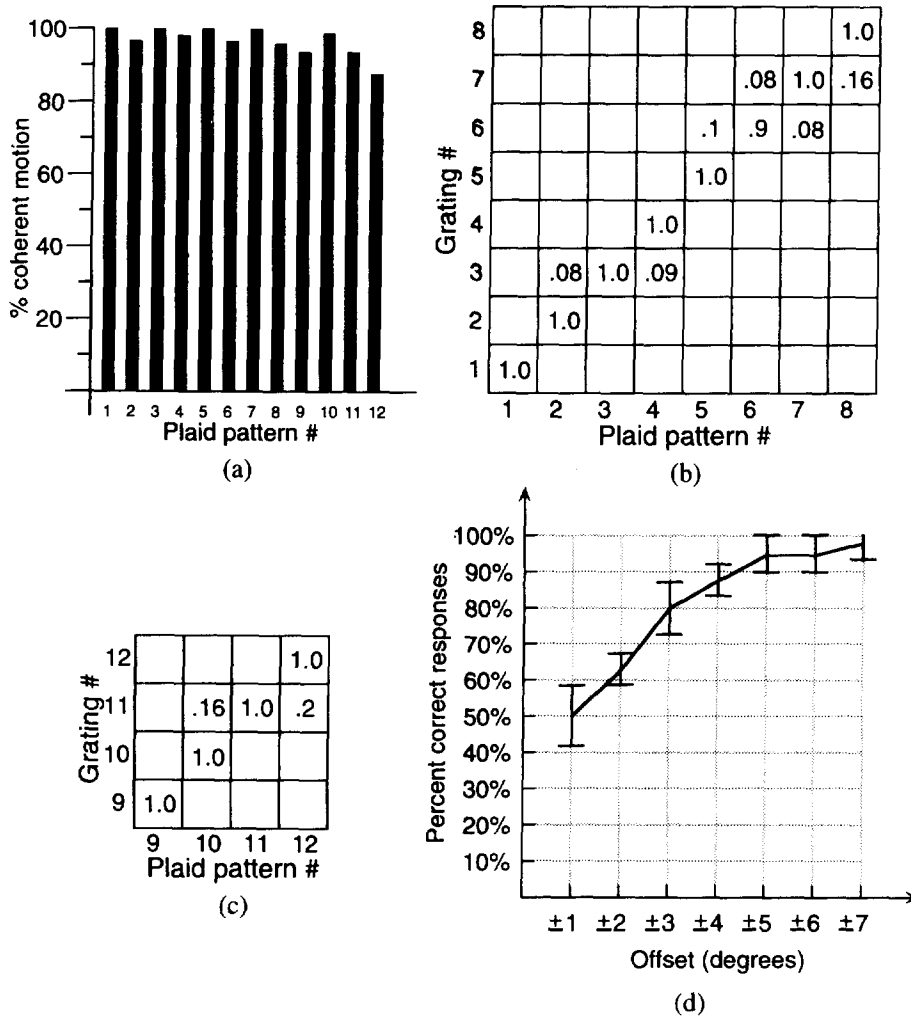 100
80
60
40
20
% coherent motion
1 2 3 4 5 6 7 8 9 10 11 12
Plaid pattern #
(a)
8 1.0
7 .08 1.0 .16
6 .1 .9 .08
5 1.0
4 1.0
3 .08 1.0 .09
2 1.0
1 1.0
Grating #
1 2 3 4 5 6 7 8
Plaid pattern #
(b)
12 1.0
11 .16 1.0 .2
10 1.0
9 1.0
Grating #
9 10 11 12
Plaid pattern #
(c)
100%
90%
80%
70%
60%
50%
40%
30%
20%
10%
Percent correct responses
±1 ±2 ±3 ±4 ±5 ±6 ±7
Offset (degrees)
(d)